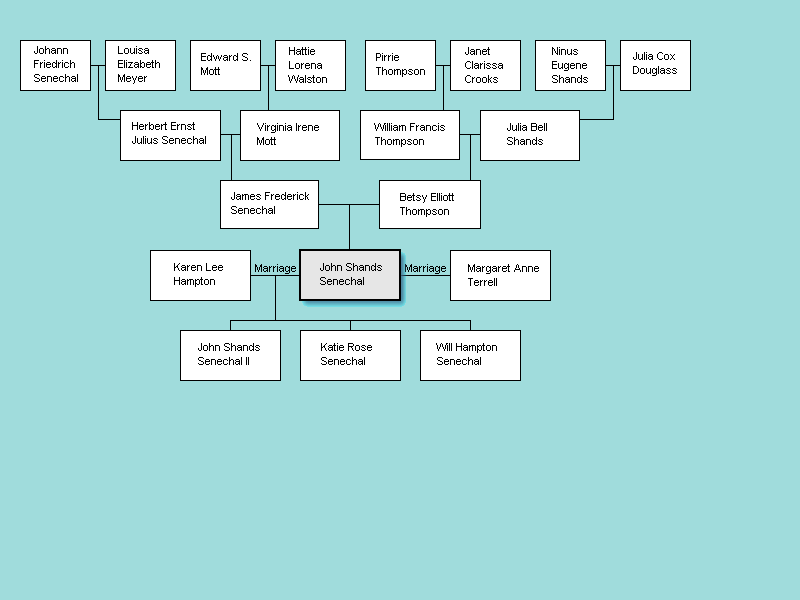 Johann
Friedrich
Senechal
Louisa
Elizabeth
Meyer
Edward S.
Mott
Hattie
Lorena
Walston
Pirrie
Thompson
Janet
Clarissa
Crooks
Ninus
Eugene
Shands
Julia Cox
Douglass
Herbert Ernst
Julius Senechal
Virginia Irene
Mott
William Francis
Thompson
Julia Bell
Shands
James Frederick
Senechal
Betsy Elliott
Thompson
Karen Lee
Hampton
Marriage
John Shands
Senechal
Marriage
Margaret Anne
Terrell
John Shands
Senechal II
Katie Rose
Senechal
Will Hampton
Senechal